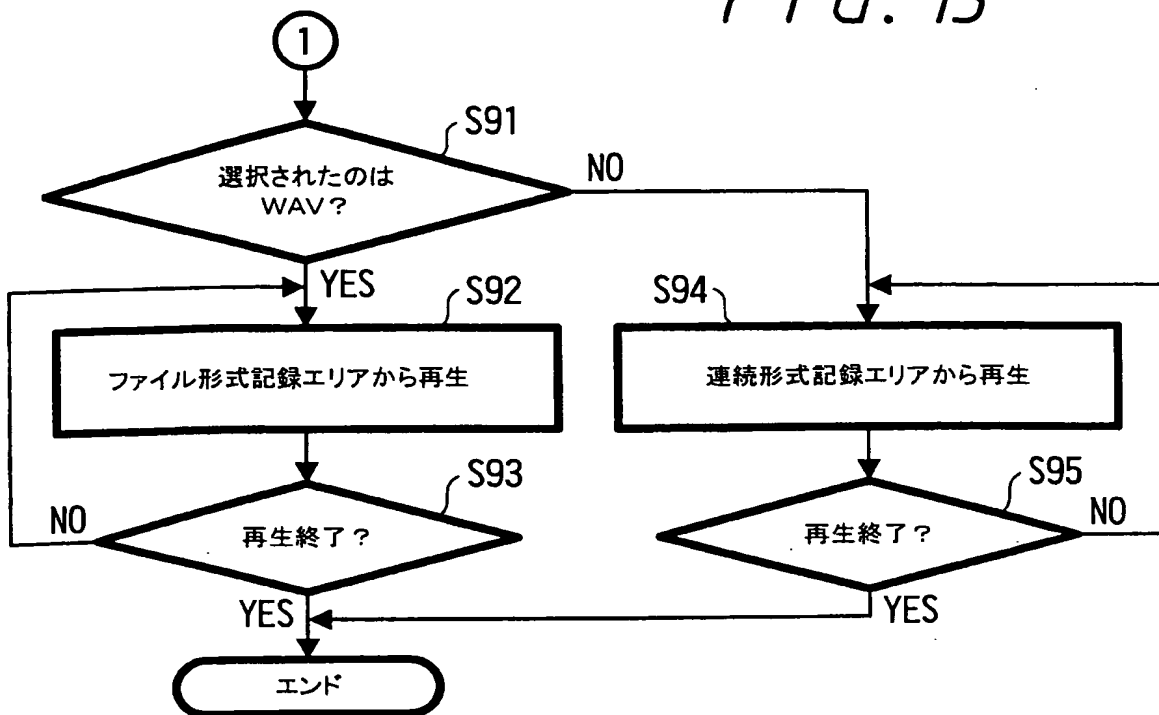 FIG. 15
1
S91
選択されたのは
WAV?
NO
YES
S92
S94
ファイル形式記録エリアから再生
連続形式記録エリアから再生
S93
S95
NO
再生終了?
再生終了?
NO
YES
YES
エンド